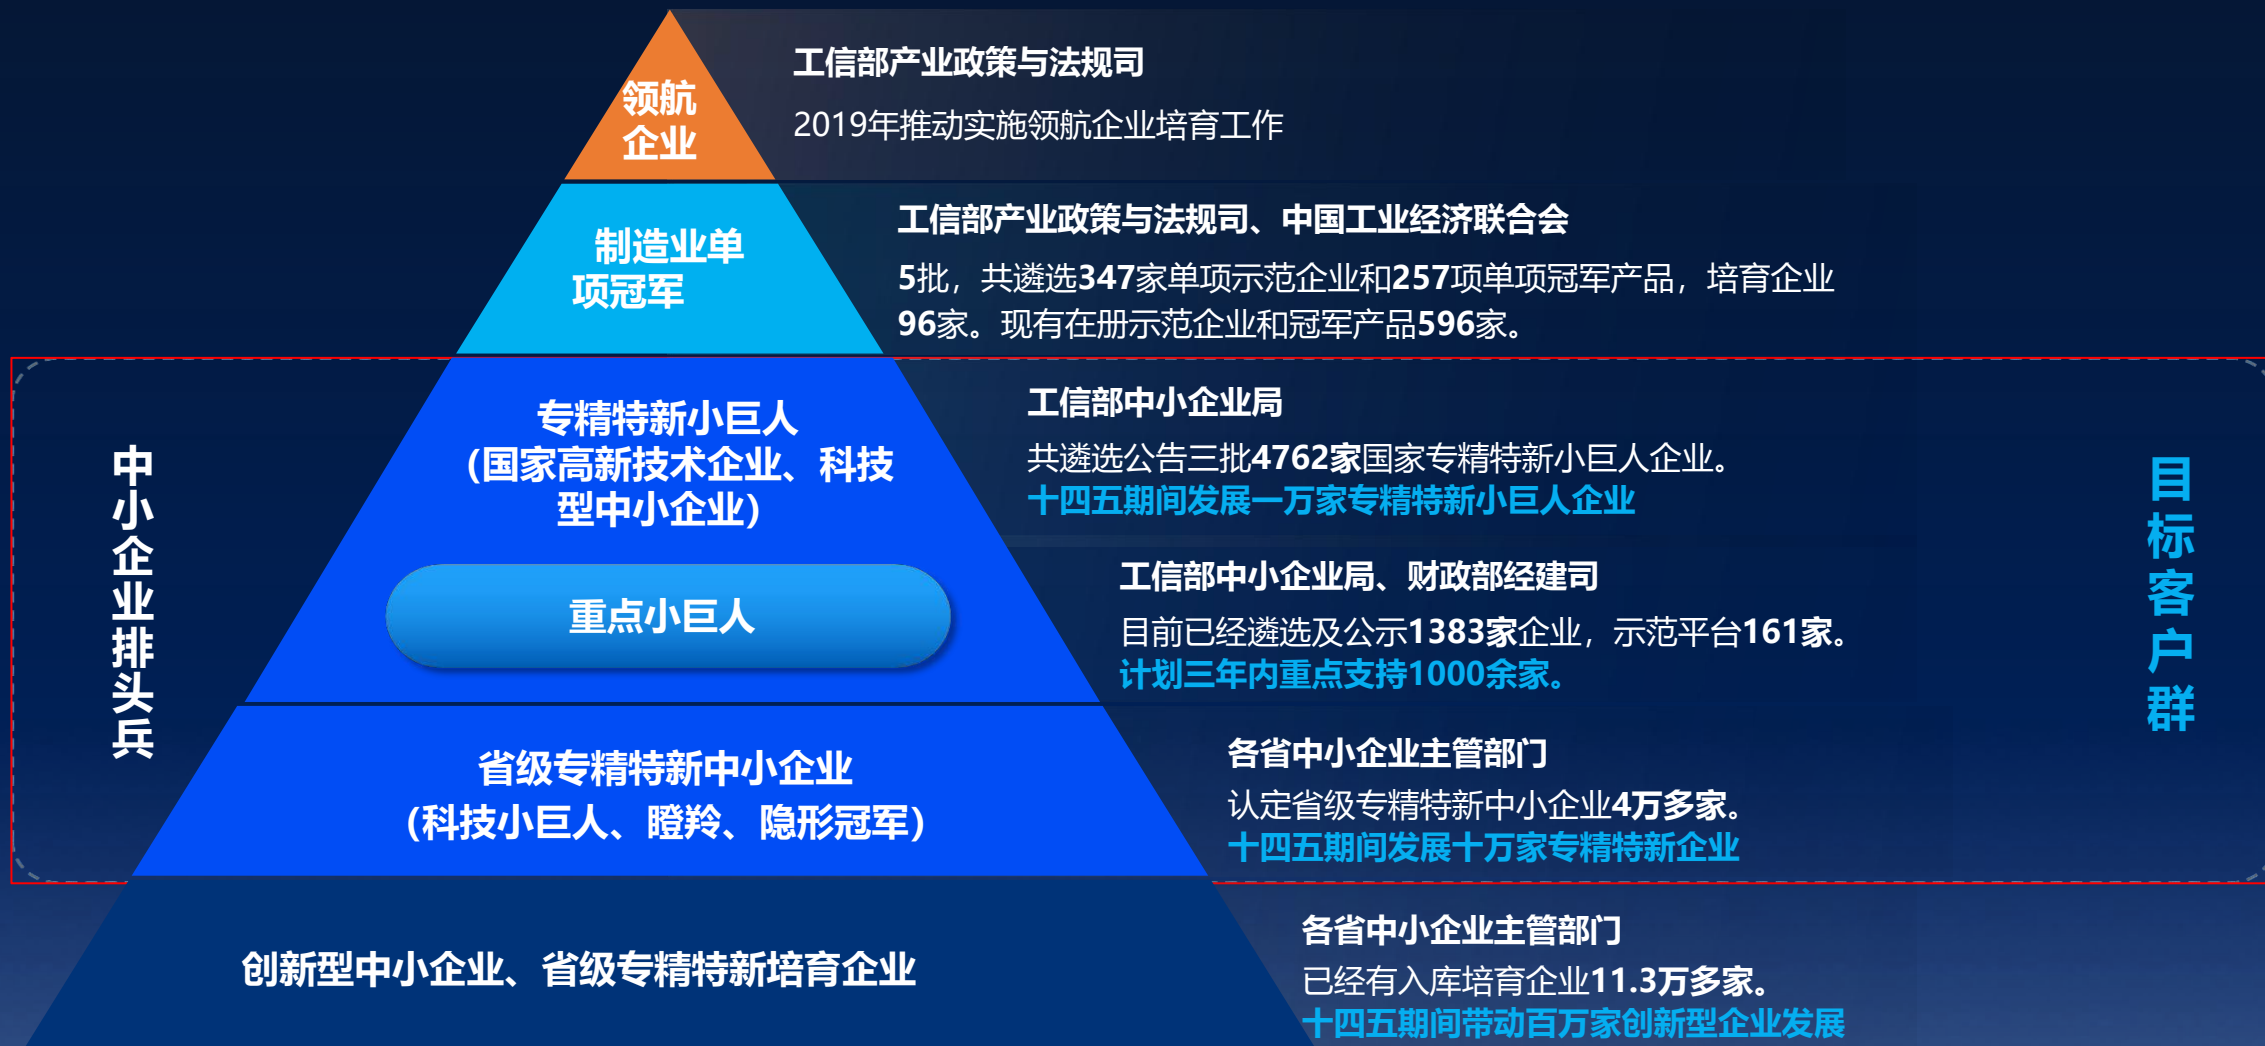 领航
企业
工信部产业政策与法规司
2019年推动实施领航企业培育工作
制造业单
项冠军
工信部产业政策与法规司、中国工业经济联合会
5批，共遴选347家单项示范企业和257项单项冠军产品，培育企业
96家。现有在册示范企业和冠军产品596家。
中小企业排头兵
专精特新小巨人
(国家高新技术企业、科技
型中小企业)
工信部中小企业局
共遴选公告三批4762家国家专精特新小巨人企业。
十四五期间发展一万家专精特新小巨人企业
重点小巨人
工信部中小企业局、财政部经建司
目前已经遴选及公示1383家企业，示范平台161家。
计划三年内重点支持1000余家。
目标客户群
省级专精特新中小企业
(科技小巨人、瞪羚、隐形冠军)
各省中小企业主管部门
认定省级专精特新中小企业4万多家。
十四五期间发展十万家专精特新企业
创新型中小企业、省级专精特新培育企业
各省中小企业主管部门
已经有入库培育企业11.3万多家。
十四五期间带动百万家创新型企业发展